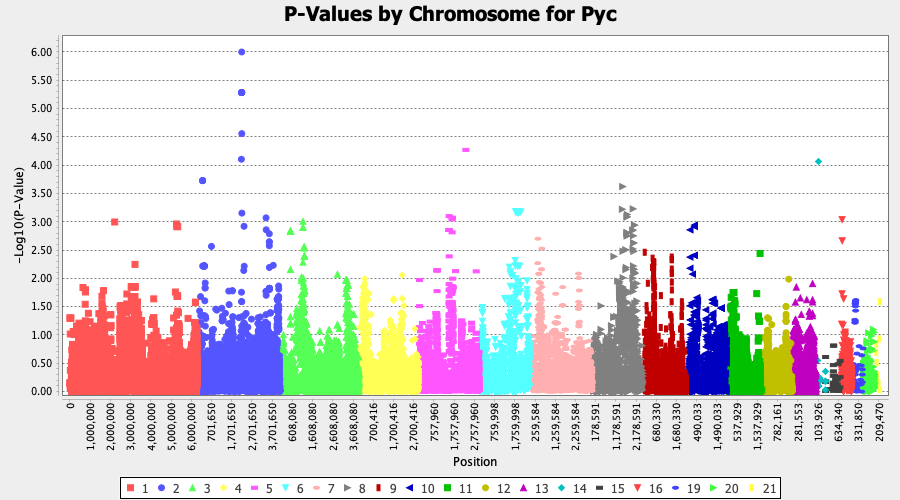 P-Values by Chromosome for Pyc
−Log10(P-Value)
6.00
5.50
5.00
4.50
4.00
3.50
3.00
2.50
2.00
1.50
1.00
0.50
0.00
0 1,000,000 2,000,000 3,000,000 4,000,000 5,000,000 6,000,000 701,650 1,701,650 2,701,650 3,701,650 608,080 1,608,080 2,608,080 3,608,080 700,416 1,700,416 2,700,416 757,960 1,757,960 2,757,960 759,998 1,759,998 259,584 1,259,584 2,259,584 178,591 1,178,591 2,178,591 680,330 1,680,330 490,033 1,490,033 537,929 1,537,929 782,161 281,553 103,926 634,340 331,850 209,470
Position
1 2 3 4 5 6 7 8 9 10 11 12 13 14 15 16 19 20 21